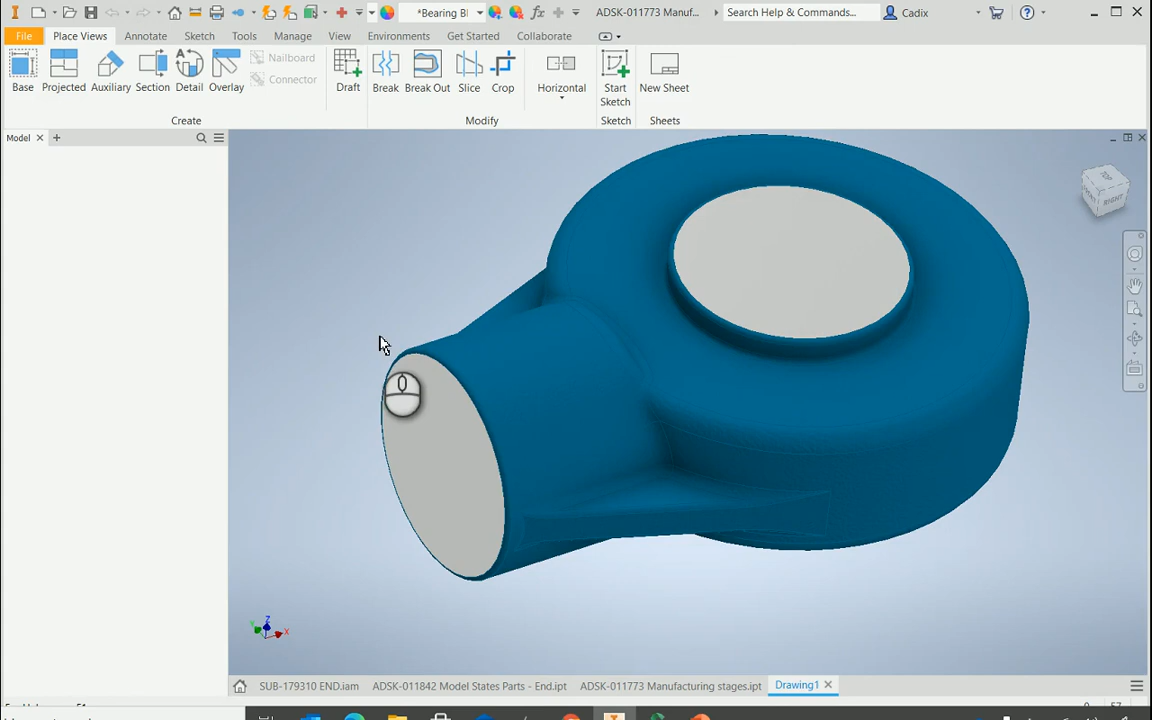 *Bearing Bl
ADSK-011773 Manuf...
Search Help & Commands...
Cadix
File Place Views Annotate Sketch Tools Manage View Environments Get Started Collaborate
Base Projected Auxiliary Section Detail Overlay
Nailboard
Connector
Draft
Break Break Out Slice Crop
Horizontal
Start
Sketch
New Sheet
Create Modify Sketch Sheets
Model
TOP
FRONT
RIGHT
Z
Y
X
SUB-179310 END.iam ADSK-011842 Model States Parts - End.ipt ADSK-011773 Manufacturing stages.ipt Drawing1